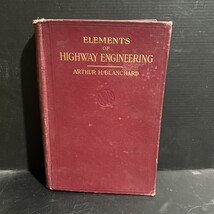 ELEMENTS
OF
HIGHWAY ENGINEERING
ARTHUR H. BLANCHARD